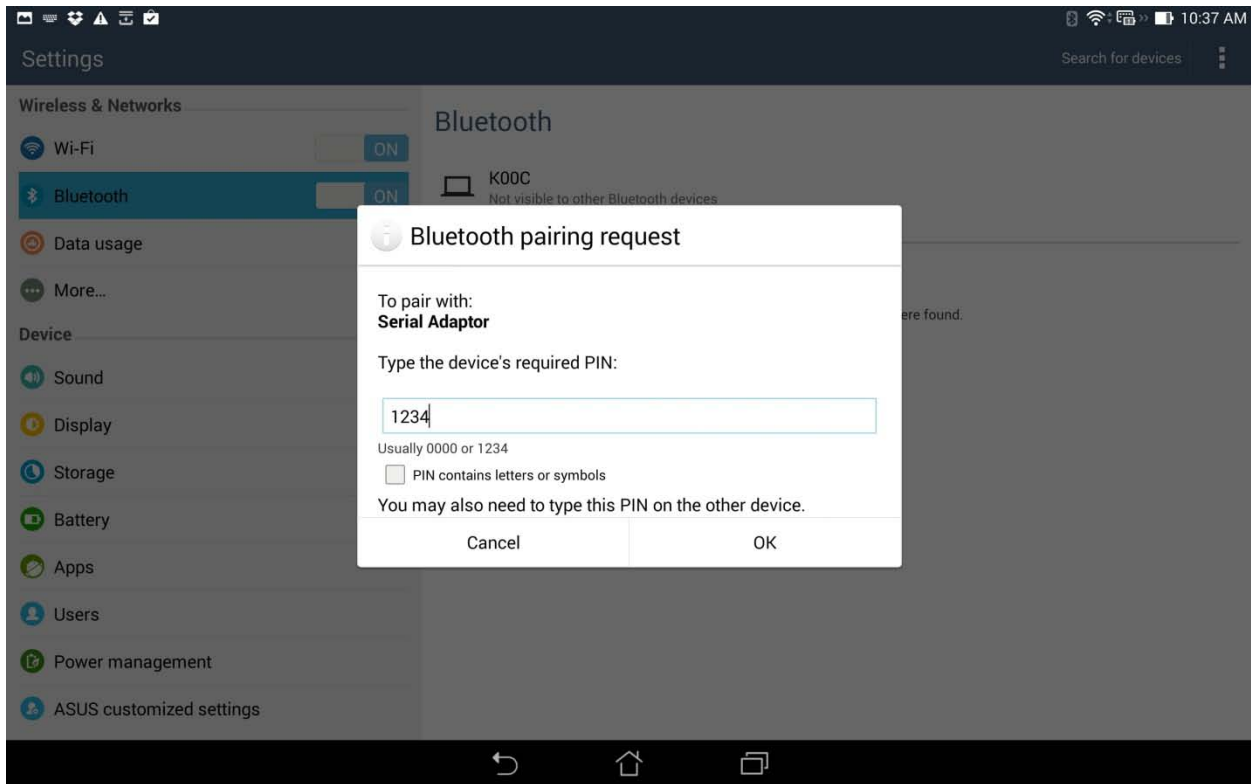 10:37 AM
Settings
Search for devices
Wireless & Networks
Wi-Fi
ON
Bluetooth
ON
Data usage
More...
Device
Sound
Display
Storage
Battery
Apps
Users
Power management
ASUS customized settings
Bluetooth
K00C
Not visible to other Bluetooth devices
ere found.
Bluetooth pairing request
To pair with:
Serial Adaptor
Type the device's required PIN:
1234
Usually 0000 or 1234
PIN contains letters or symbols
You may also need to type this PIN on the other device.
Cancel
OK